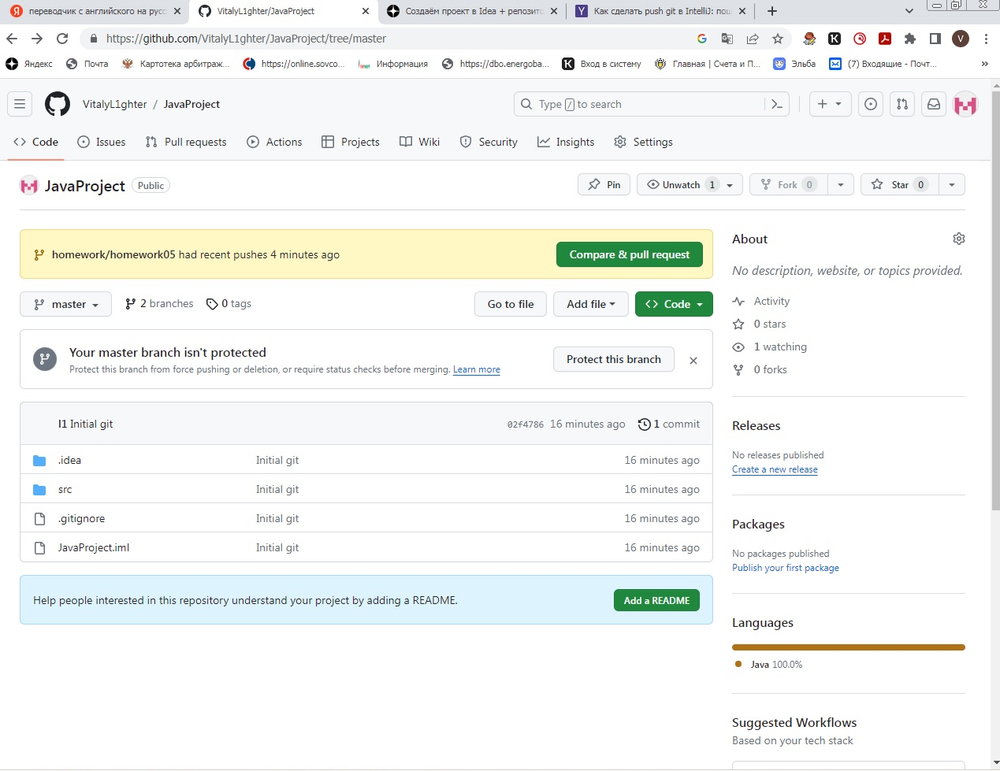 переводчик с английского на русс
VitalyL1ghter/JavaProject
Создаём проект в Idea + репозито
Как сделать push git в IntelliJ: пош
https://github.com/VitalyL1ghter/JavaProject/tree/master
V
Яндекс
Почта
Картотека арбитраж...
https://online.sovco...
Информация
https://dbo.energoba...
Вход в систему
Главная | Счета и П...
Эльба
(7) Входящие - Почт...
»
VitalyL1ghter / JavaProject
Type / to search
Code
Issues
Pull requests
Actions
Projects
Wiki
Security
Insights
Settings
JavaProject Public
Pin
Unwatch 1
Fork 0
Star 0
homework/homework05 had recent pushes 4 minutes ago
Compare & pull request
master
2 branches
0 tags
Go to file
Add file
Code
Your master branch isn't protected
Protect this branch from force pushing or deletion, or require status checks before merging. Learn more
Protect this branch
l1 Initial git
02f4786 16 minutes ago
1 commit
.idea Initial git 16 minutes ago
src Initial git 16 minutes ago
.gitignore Initial git 16 minutes ago
JavaProject.iml Initial git 16 minutes ago
Help people interested in this repository understand your project by adding a README.
Add a README
About
No description, website, or topics provided.
Activity
0 stars
1 watching
0 forks
Releases
No releases published
Create a new release
Packages
No packages published
Publish your first package
Languages
Java 100.0%
Suggested Workflows
Based on your tech stack